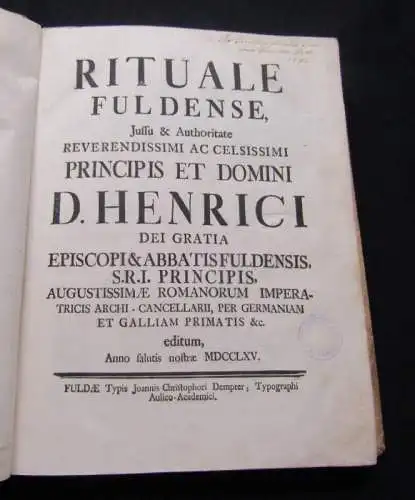 RITUALE
FULDENSE,
Juſſu & Authoritate
REVERENDISSIMI AC CELSISSIMI
PRINCIPIS ET DOMINI
D. HENRICI
DEI GRATIA
EPISCOPI & ABBATIS FULDENSIS,
S.R.I. PRINCIPIS,
AUGUSTISSIMÆ ROMANORUM IMPERA-
TRICIS ARCHI-CANCELLARII, PER GERMANIAM
ET GALLIAM PRIMATIS &c.
editum,
Anno ſalutis noſtræ MDCCLXV.
FULDÆ Typis Joannis Chriſtophori Dempter, Typographi
Aulico-Academici.